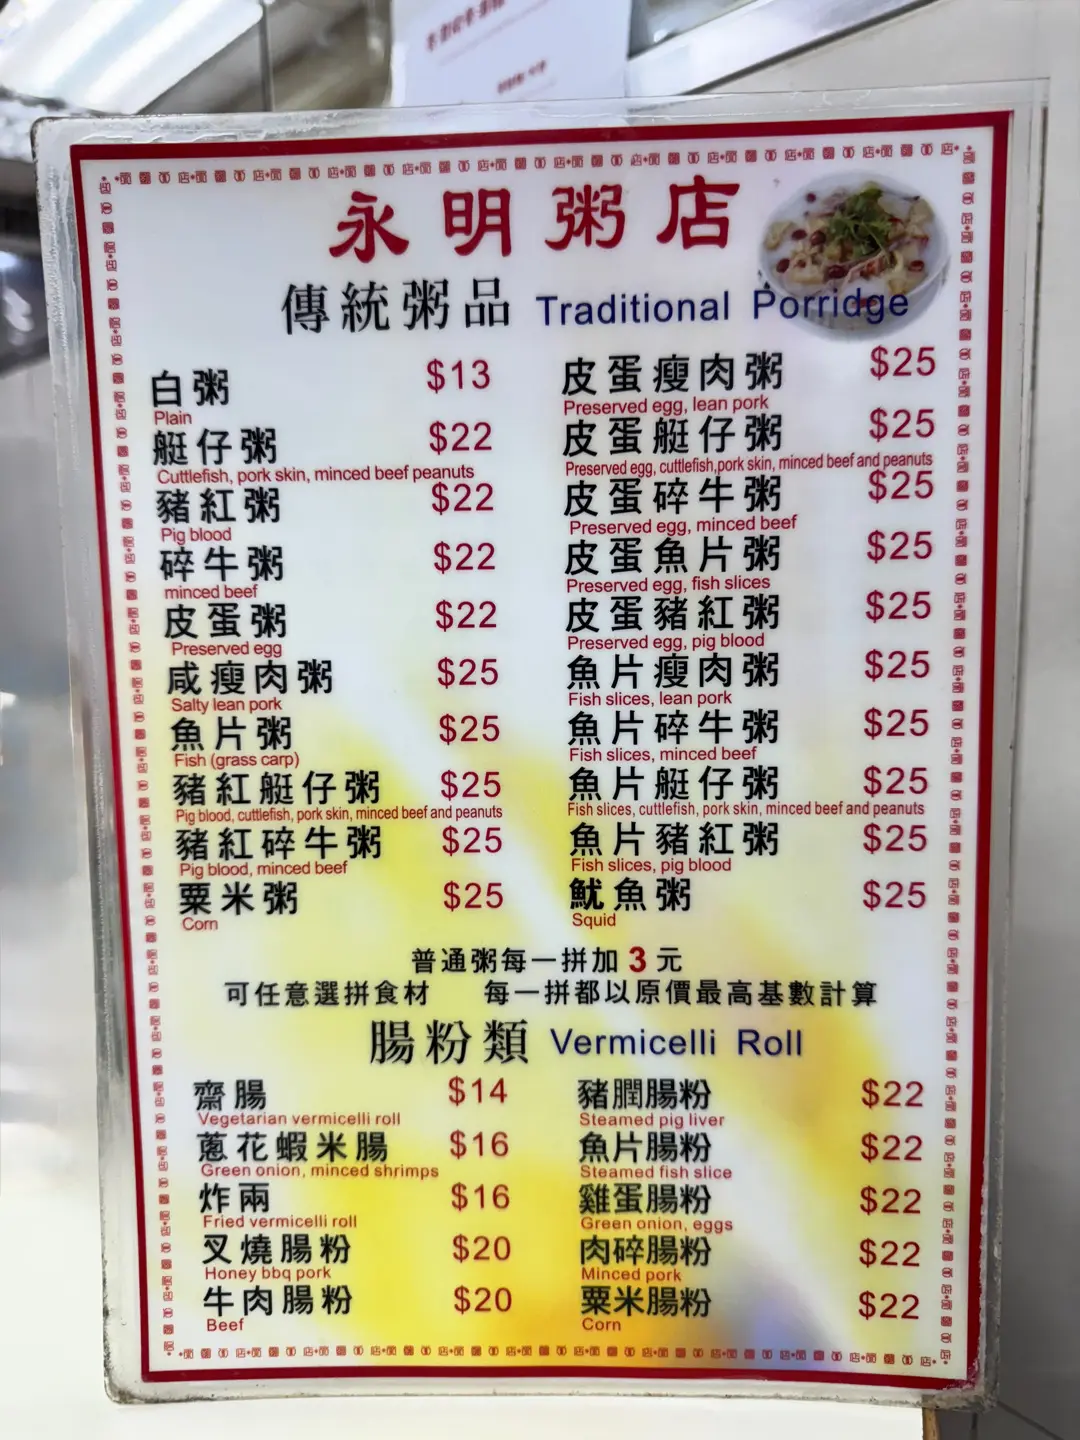 永明粥店
傳統粥品 Traditional Porridge
白粥 $13
Plain
艇仔粥 $22
Cuttlefish, pork skin, minced beef peanuts
豬紅粥 $22
Pig blood
碎牛粥 $22
minced beef
皮蛋粥 $22
Preserved egg
咸瘦肉粥 $25
Salty lean pork
魚片粥 $25
Fish (grass carp)
豬紅艇仔粥 $25
Pig blood, cuttlefish, pork skin, minced beef and peanuts
豬紅碎牛粥 $25
Pig blood, minced beef
粟米粥 $25
Corn
皮蛋瘦肉粥 $25
Preserved egg, lean pork
皮蛋艇仔粥 $25
Preserved egg, cuttlefish,pork skin, minced beef and peanuts
皮蛋碎牛粥 $25
Preserved egg, minced beef
皮蛋魚片粥 $25
Preserved egg, fish slices
皮蛋豬紅粥 $25
Preserved egg, pig blood
魚片瘦肉粥 $25
Fish slices, lean pork
魚片碎牛粥 $25
Fish slices, minced beef
魚片艇仔粥 $25
Fish slices, cuttlefish, pork skin, minced beef and peanuts
魚片豬紅粥 $25
Fish slices, pig blood
魷魚粥 $25
Squid
普通粥每一拼加 3 元
可任意選拼食材 每一拼都以原價最高基數計算
腸粉類 Vermicelli Roll
齋腸 $14
Vegetarian vermicelli roll
蔥花蝦米腸 $16
Green onion, minced shrimps
炸兩 $16
Fried vermicelli roll
叉燒腸粉 $20
Honey bbq pork
牛肉腸粉 $20
Beef
豬膶腸粉 $22
Steamed pig liver
魚片腸粉 $22
Steamed fish slice
雞蛋腸粉 $22
Green onion, eggs
肉碎腸粉 $22
Minced pork
粟米腸粉 $22
Corn